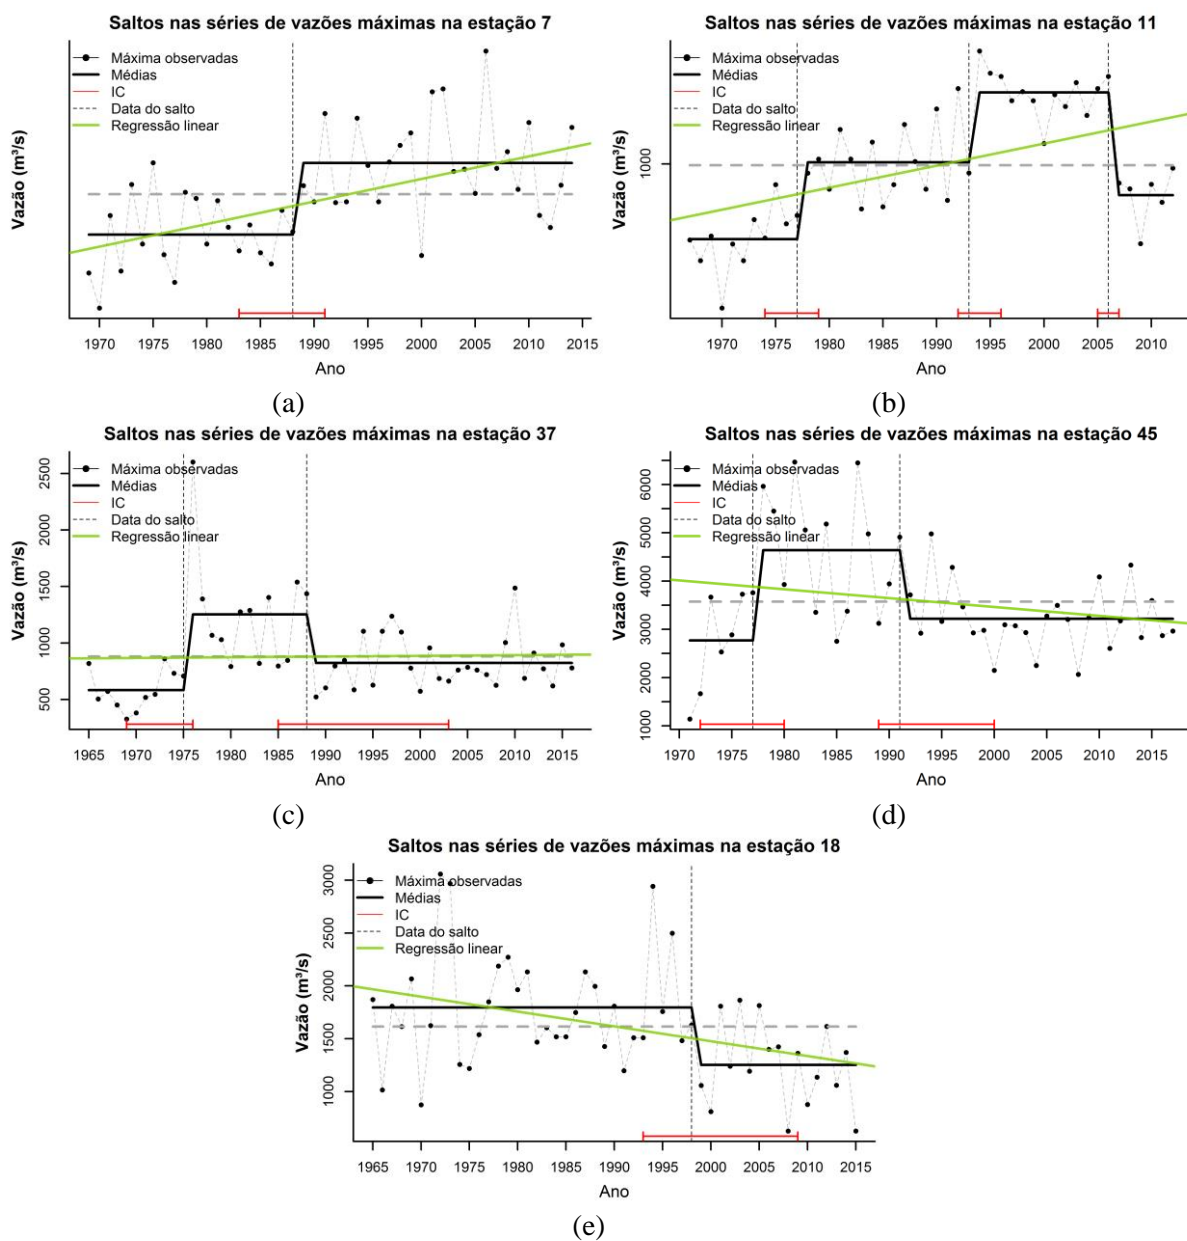 Saltos nas séries de vazões máximas na estação 7
Máxima observadas
Médias
IC
Data do salto
Regressão linear
Vazão (m³/s)
1970 1975 1980 1985 1990 1995 2000 2005 2010 2015
Ano
(a)
Saltos nas séries de vazões máximas na estação 11
Máxima observadas
Médias
IC
Data do salto
Regressão linear
Vazão (m³/s)
1000
1970 1975 1980 1985 1990 1995 2000 2005 2010
Ano
(b)
Saltos nas séries de vazões máximas na estação 37
Máxima observadas
Médias
IC
Data do salto
Regressão linear
Vazão (m³/s)
2500
2000
1500
1000
500
1965 1970 1975 1980 1985 1990 1995 2000 2005 2010 2015
Ano
(c)
Saltos nas séries de vazões máximas na estação 45
Máxima observadas
Médias
IC
Data do salto
Regressão linear
Vazão (m³/s)
6000
5000
4000
3000
2000
1000
1970 1975 1980 1985 1990 1995 2000 2005 2010 2015
Ano
(d)
Saltos nas séries de vazões máximas na estação 18
Máxima observadas
Médias
IC
Data do salto
Regressão linear
Vazão (m³/s)
3000
2500
2000
1500
1000
1965 1970 1975 1980 1985 1990 1995 2000 2005 2010 2015
Ano
(e)